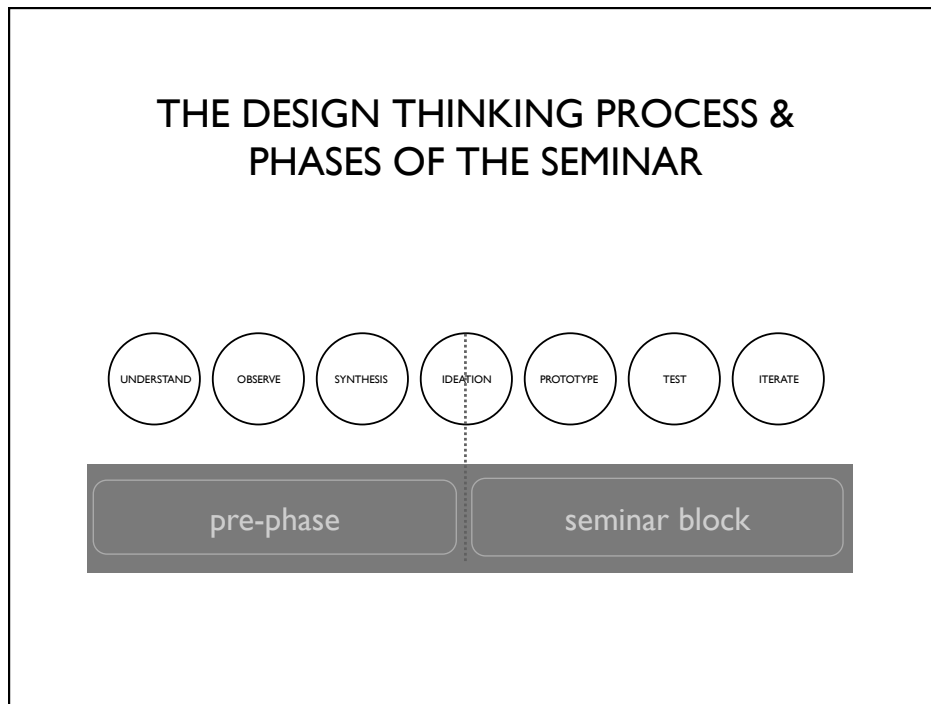 THE DESIGN THINKING PROCESS &
PHASES OF THE SEMINAR
UNDERSTAND OBSERVE SYNTHESIS IDEATION PROTOTYPE TEST ITERATE
pre-phase seminar block